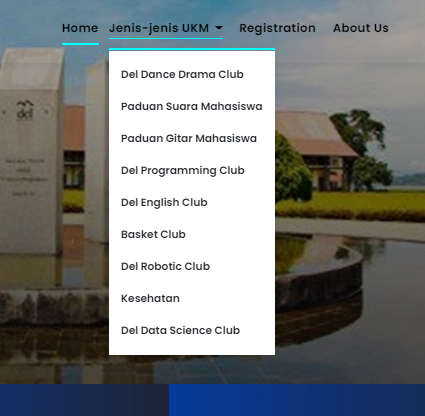 Home Jenis-jenis UKM Registration About Us
Del Dance Drama Club
Paduan Suara Mahasiswa
Paduan Gitar Mahasiswa
Del Programming Club
Del English Club
Basket Club
Del Robotic Club
Kesehatan
Del Data Science Club
del